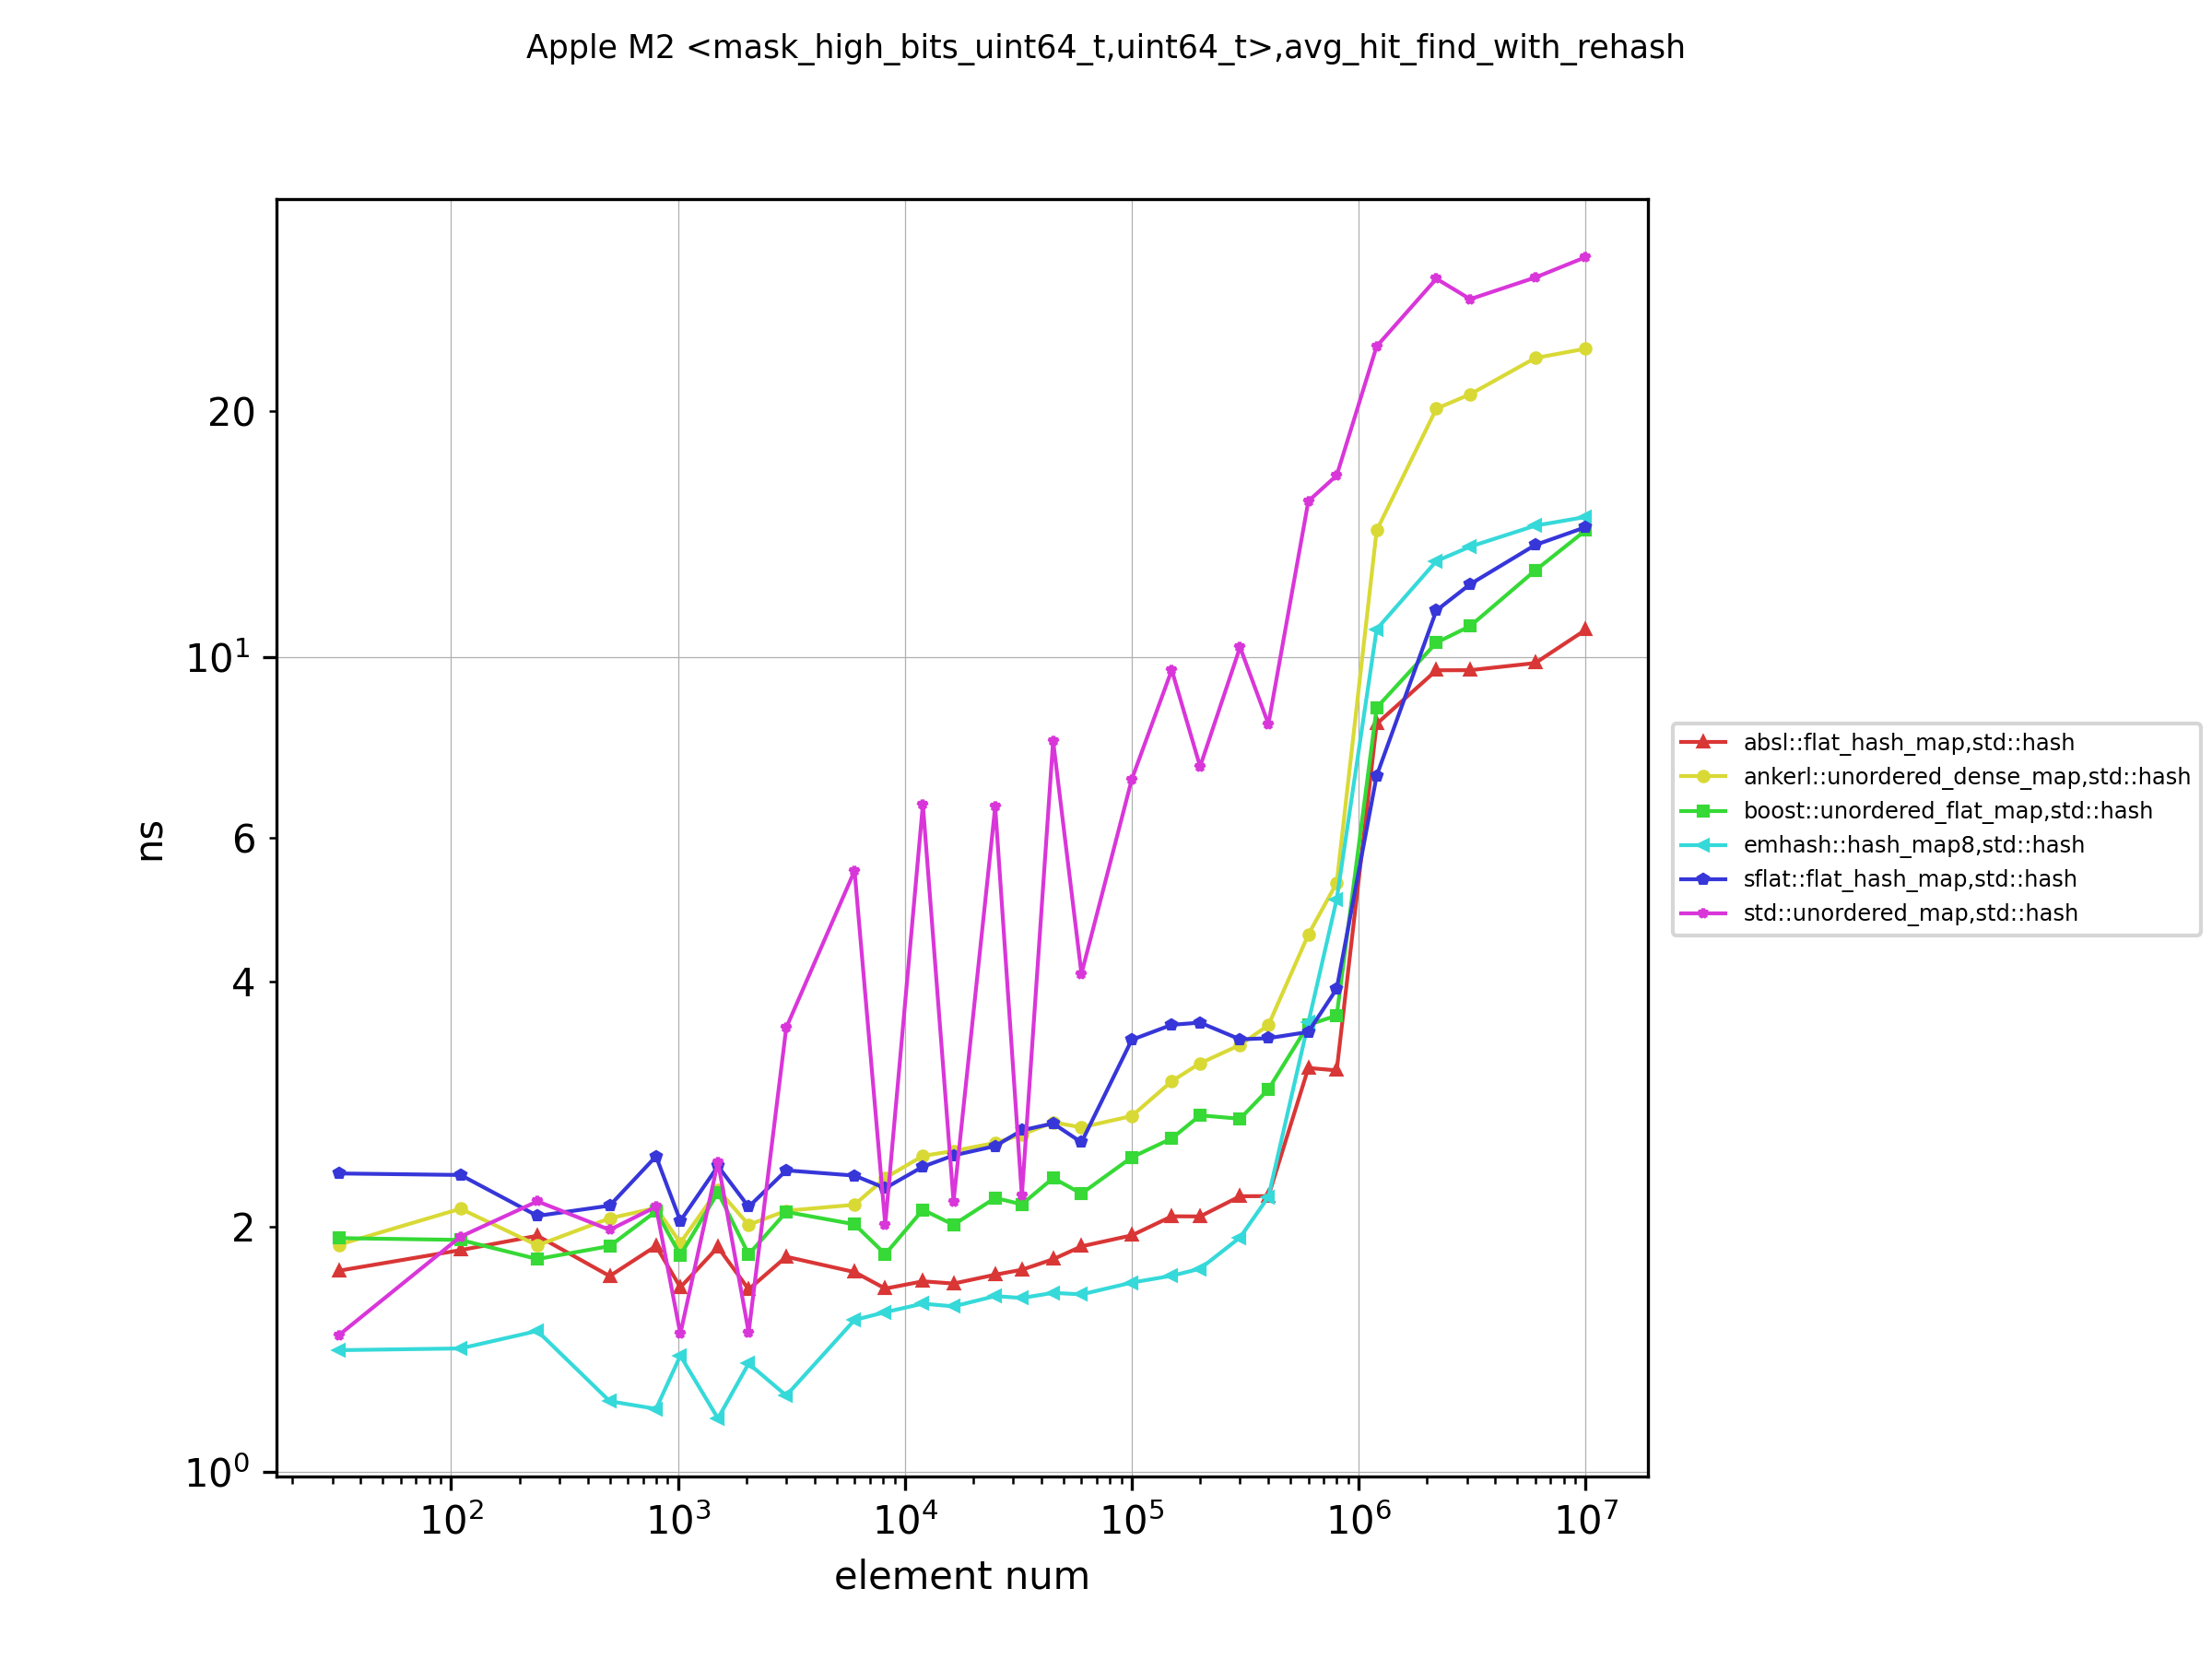 Apple M2 <mask_high_bits_uint64_t,uint64_t>,avg_hit_find_with_rehash
20
10¹
6
4
2
10⁰
ns
10² 10³ 10⁴ 10⁵ 10⁶ 10⁷
element num
absl::flat_hash_map,std::hash
ankerl::unordered_dense_map,std::hash
boost::unordered_flat_map,std::hash
emhash::hash_map8,std::hash
sflat::flat_hash_map,std::hash
std::unordered_map,std::hash